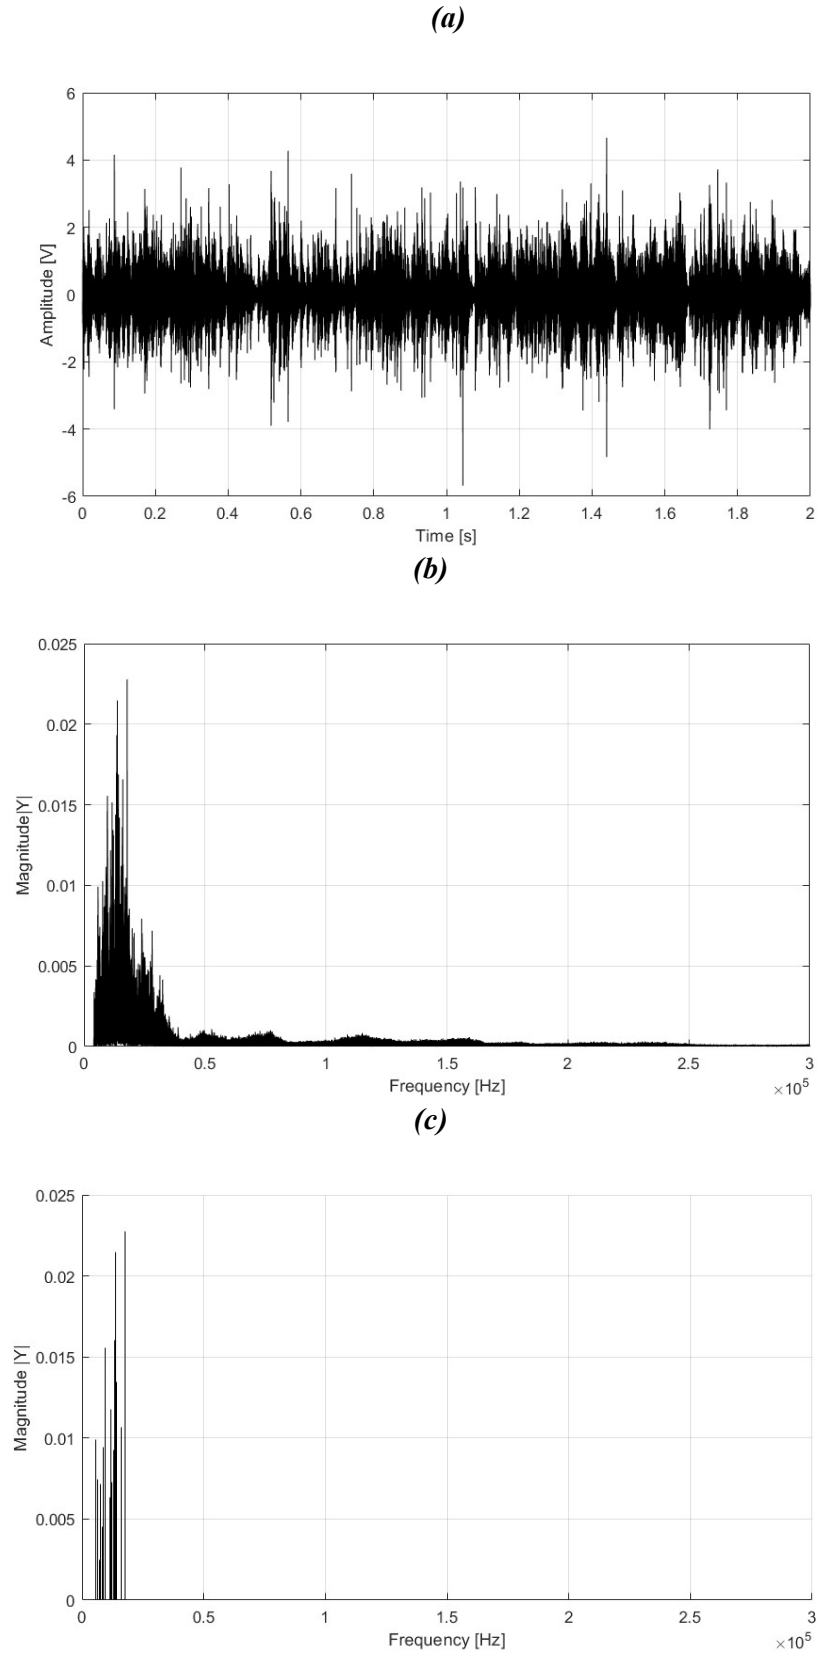 (a)
6
4
2
0
-2
-4
-6
Amplitude [V]
0 0.2 0.4 0.6 0.8 1 1.2 1.4 1.6 1.8 2
Time [s]
(b)
0.025
0.02
0.015
0.01
0.005
0
Magnitude|Y|
0 0.5 1 1.5 2 2.5 3
Frequency [Hz]
×10⁵
(c)
0.025
0.02
0.015
0.01
0.005
0
Magnitude |Y|
0 0.5 1 1.5 2 2.5 3
Frequency [Hz]
×10⁵